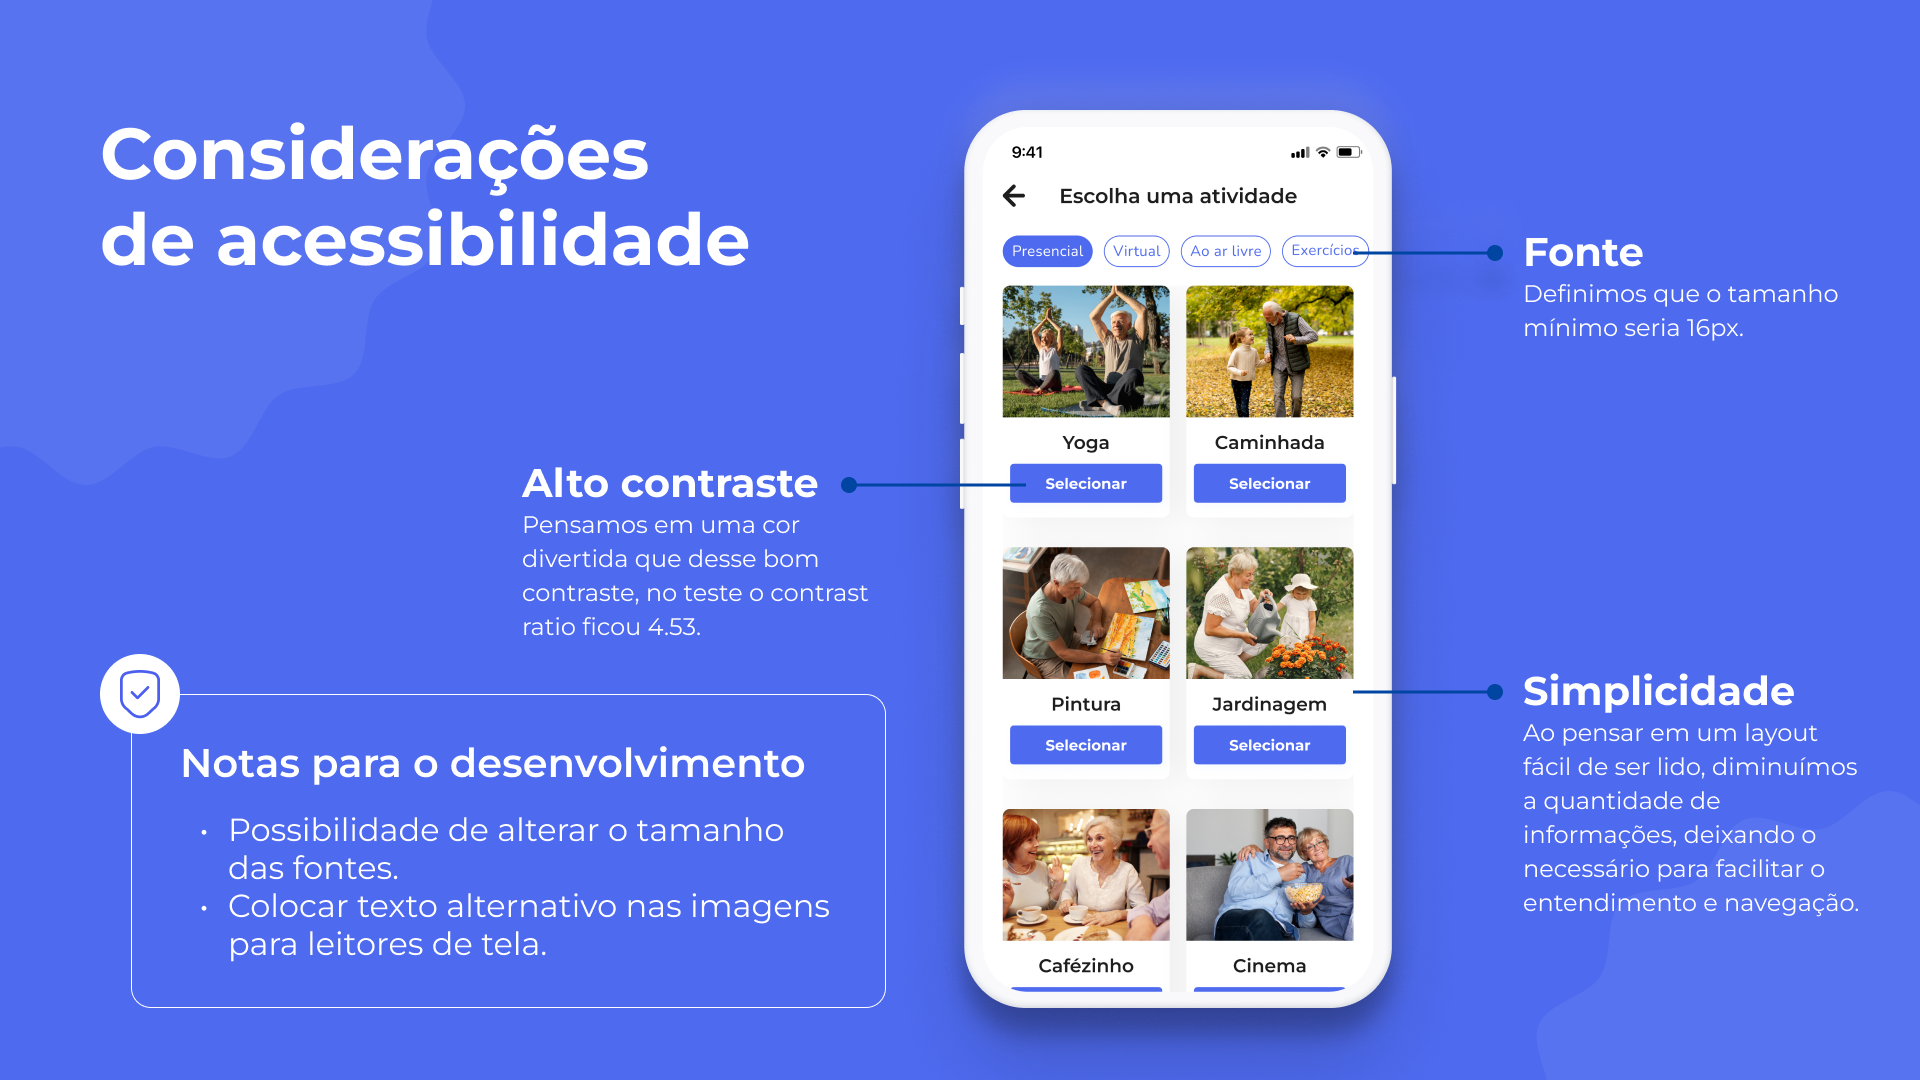 Considerações
de acessibilidade
9:41
Escolha uma atividade
Presencial
Virtual
Ao ar livre
Exercícios
Yoga
Caminhada
Selecionar
Selecionar
Pintura
Jardinagem
Selecionar
Selecionar
Cafézinho
Cinema
Fonte
Definimos que o tamanho
mínimo seria 16px.
Alto contraste
Pensamos em uma cor
divertida que desse bom
contraste, no teste o contrast
ratio ficou 4.53.
Simplicidade
Ao pensar em um layout
fácil de ser lido, diminuímos
a quantidade de
informações, deixando o
necessário para facilitar o
entendimento e navegação.
Notas para o desenvolvimento
• Possibilidade de alterar o tamanho
das fontes.
• Colocar texto alternativo nas imagens
para leitores de tela.